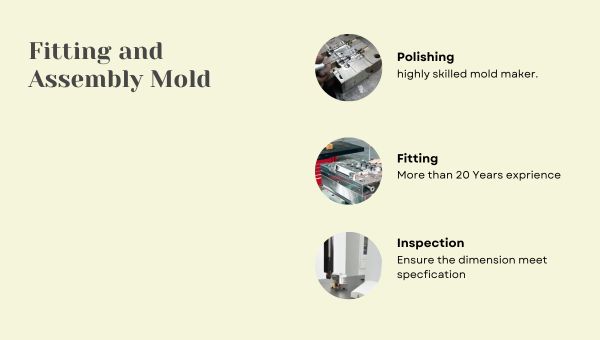 Fitting and
Assembly Mold
Polishing
highly skilled mold maker.
Fitting
More than 20 Years exprience
Inspection
Ensure the dimension meet
specfication